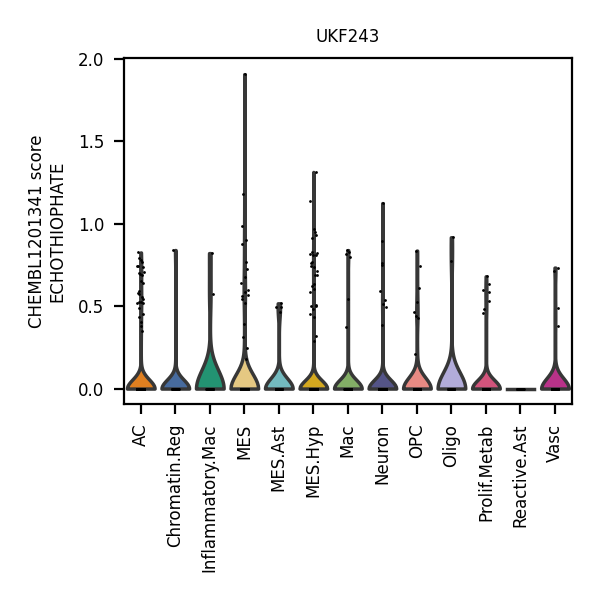 UKF243
CHEMBL1201341 score
ECHOTHIOPHATE
2.0
1.5
1.0
0.5
0.0
AC
Chromatin.Reg
Inflammatory.Mac
MES
MES.Ast
MES.Hyp
Mac
Neuron
OPC
Oligo
Prolif.Metab
Reactive.Ast
Vasc